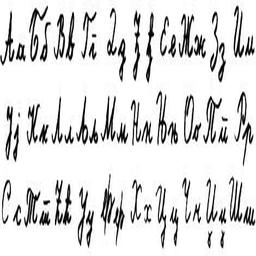 Аа Бб Вв Гг Дд Ђђ Ее Жж Зз Ии
Јј Кк Лл Љљ Мм Нн Њњ Оо Пп Рр
Сс Тт Ћћ Уу Фф Хх Цц Чч Џџ Шш